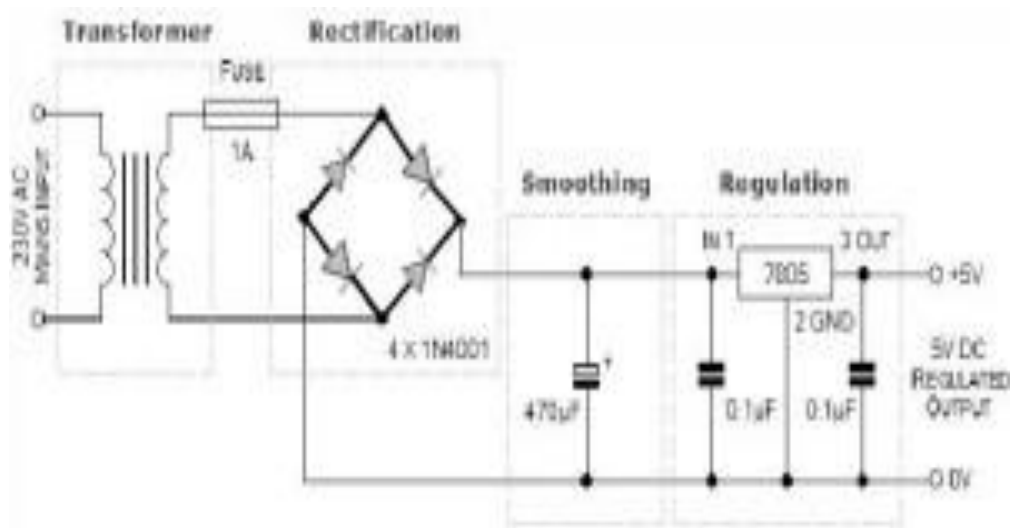 Transformer
Rectification
FUSE
1A
230V AC
MAINS INPUT
4 X 1N4001
Smoothing
Regulation
IN 1
3 OUT
7805
2 GND
+5V
+
470µF
0.1µF
0.1µF
5V DC
REGULATED
OUTPUT
0V